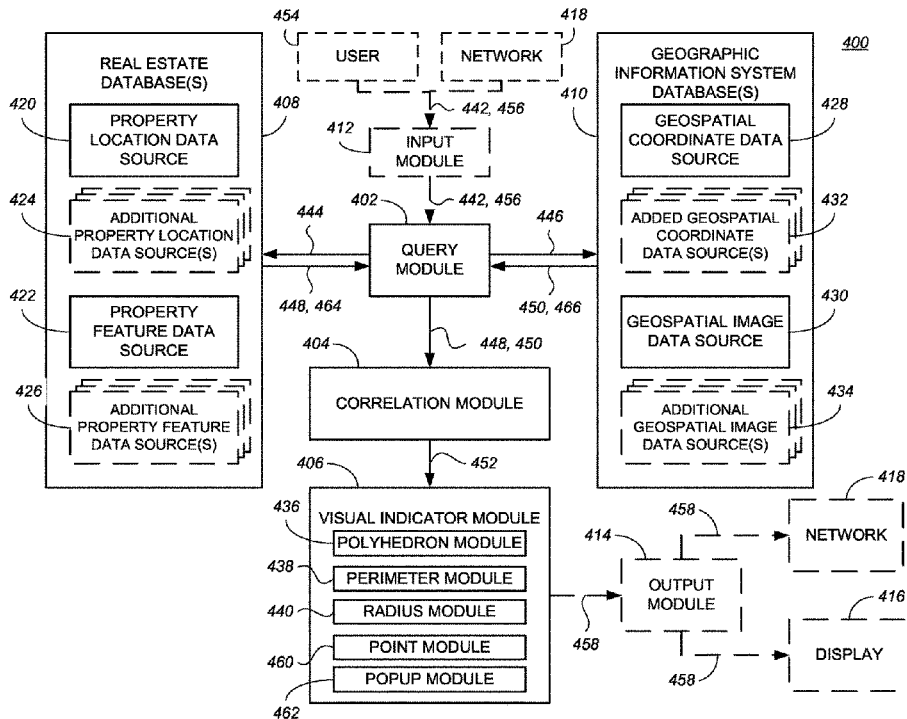 454
USER
418
NETWORK
400
REAL ESTATE
DATABASE(S)
GEOGRAPHIC
INFORMATION SYSTEM
DATABASE(S)
420
PROPERTY
LOCATION DATA
SOURCE
408
442, 456
410
GEOSPATIAL
COORDINATE DATA
SOURCE
428
412
INPUT
MODULE
424
ADDITIONAL
PROPERTY LOCATION
DATA SOURCE(S)
402
442, 456
ADDED GEOSPATIAL
COORDINATE
DATA SOURCE(S)
432
444
QUERY
MODULE
446
448, 464
450, 466
422
PROPERTY
FEATURE DATA
SOURCE
GEOSPATIAL IMAGE
DATA SOURCE
430
448, 450
404
CORRELATION MODULE
426
ADDITIONAL
PROPERTY FEATURE
DATA SOURCE(S)
ADDITIONAL
GEOSPATIAL IMAGE
DATA SOURCE(S)
434
406
452
VISUAL INDICATOR MODULE
436
POLYHEDRON MODULE
438
PERIMETER MODULE
440
RADIUS MODULE
460
POINT MODULE
462
POPUP MODULE
458
414
OUTPUT
MODULE
458
418
NETWORK
458
416
DISPLAY